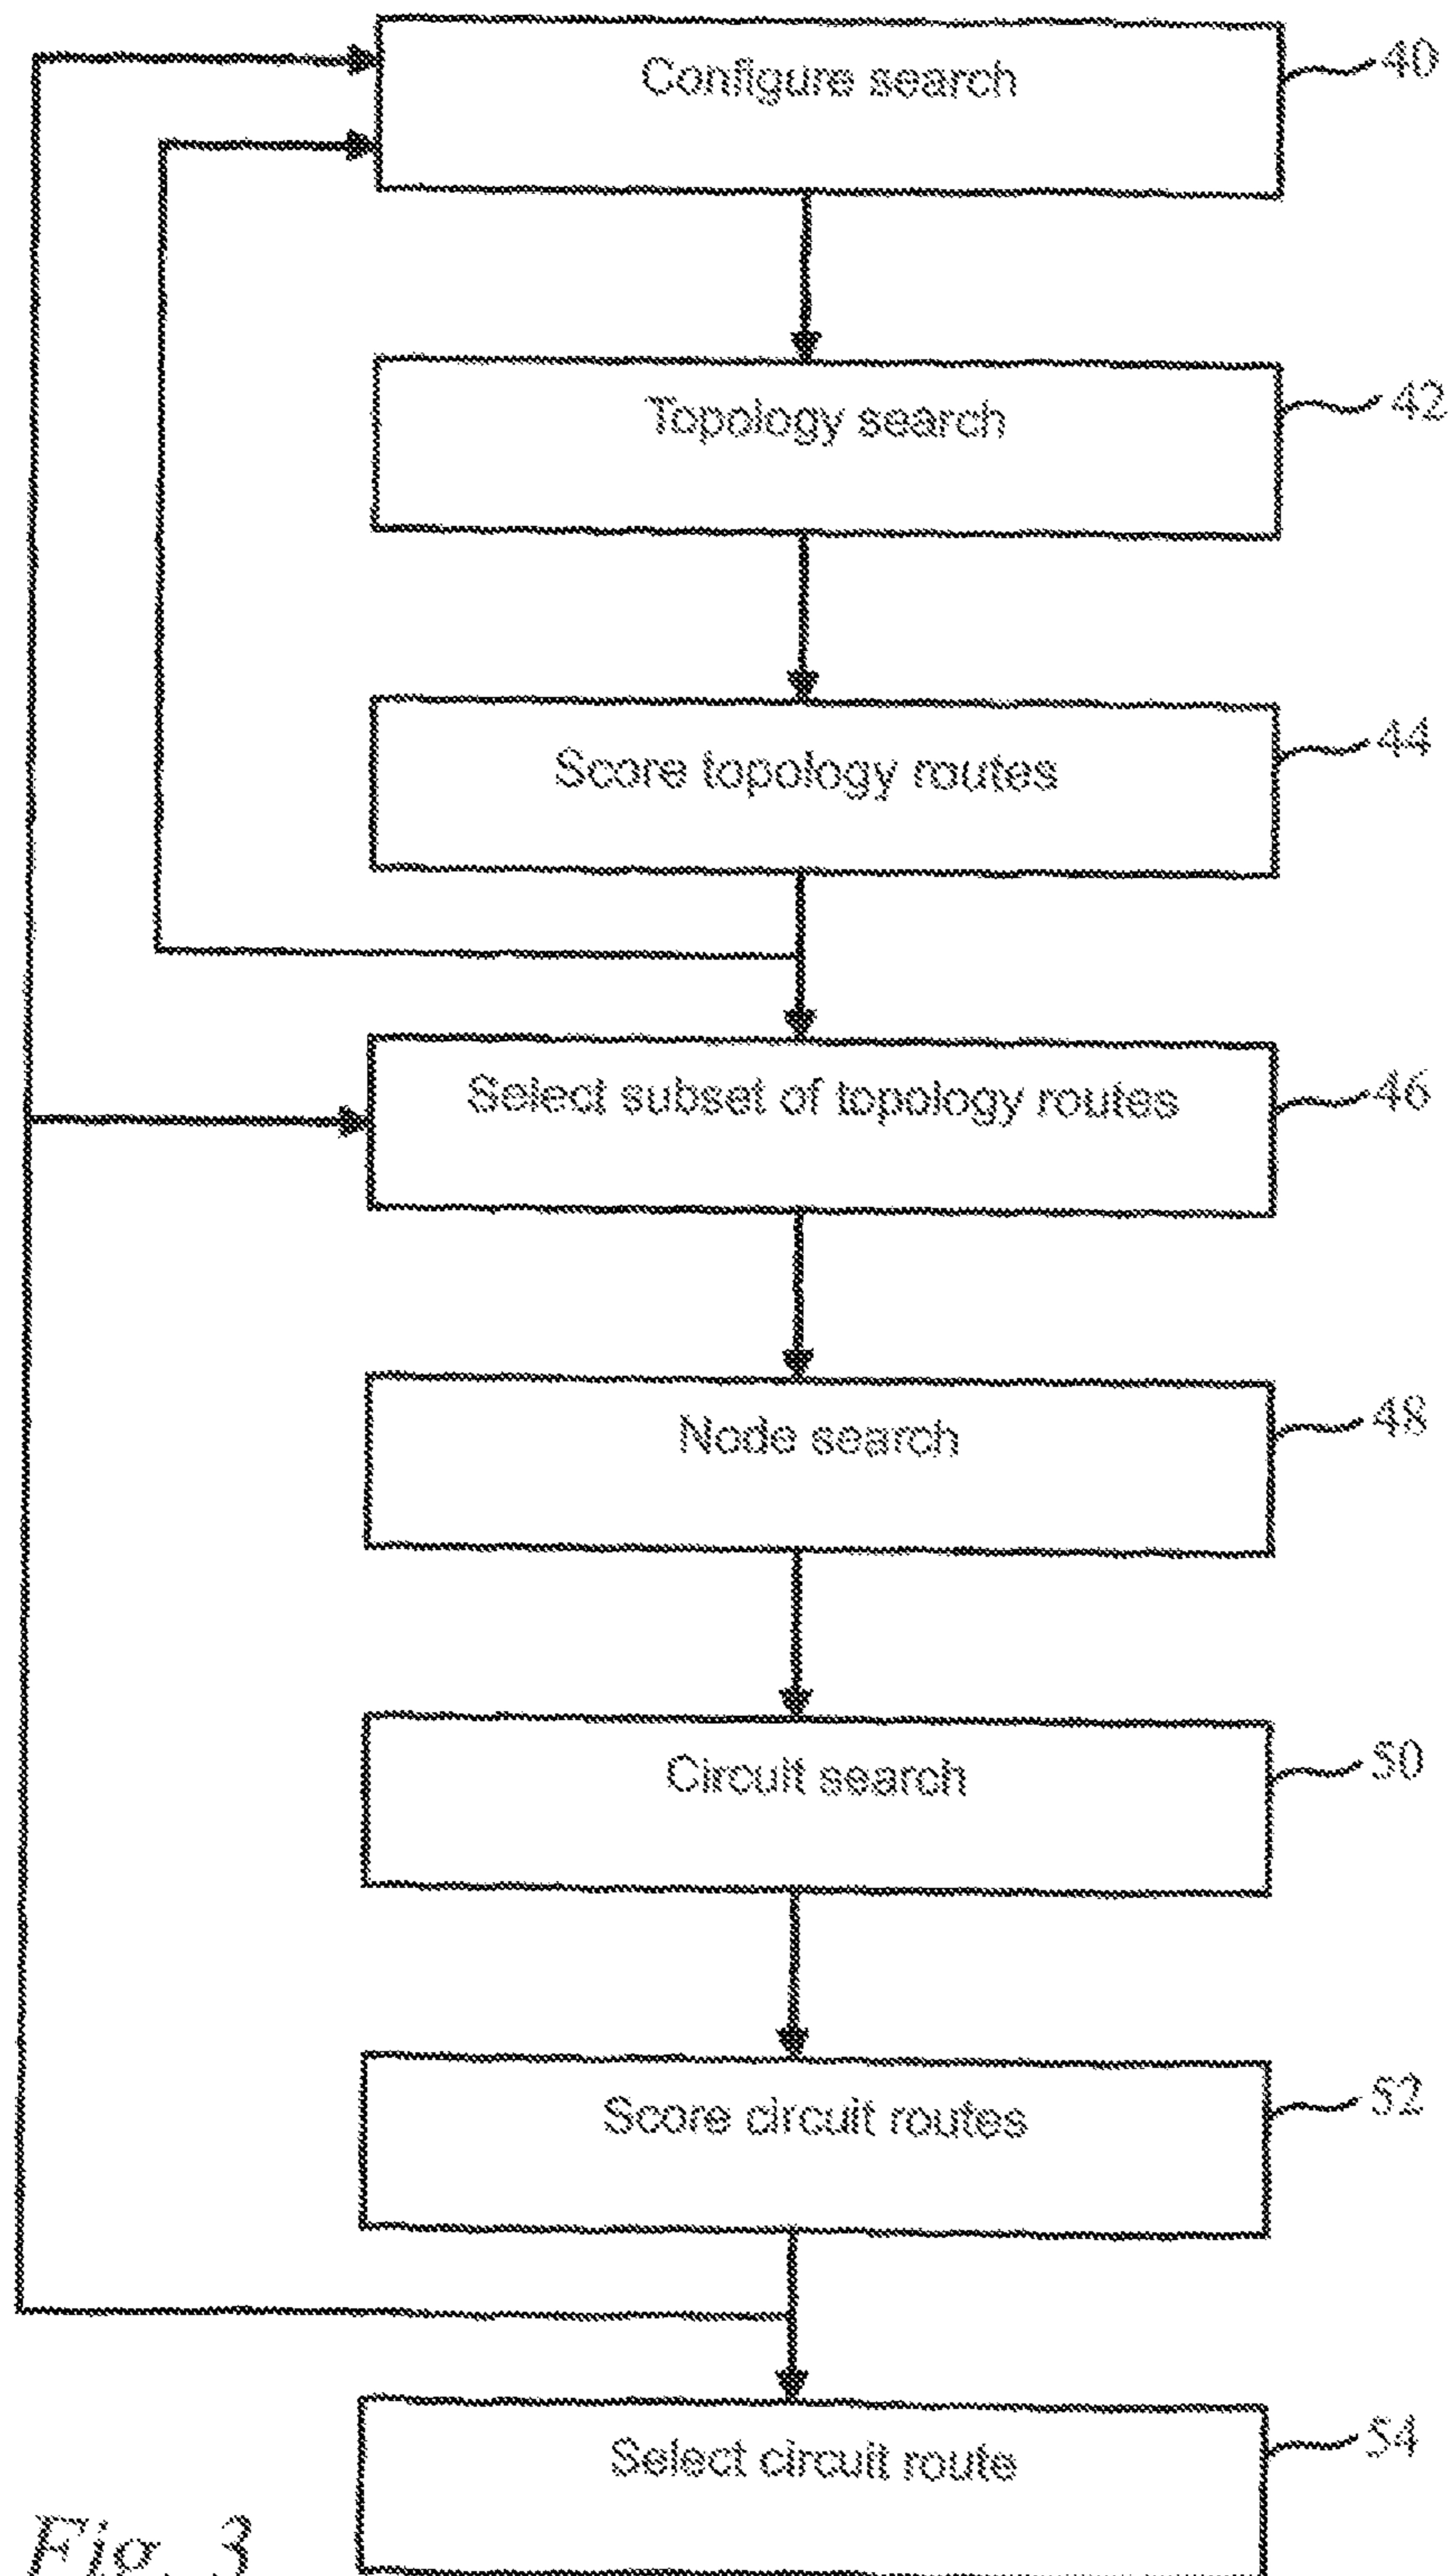 Configure search
40
Topology search
42
Score topology routes
44
Select subset of topology routes
46
Node search
48
Circuit search
50
Score circuit routes
52
Select circuit route
54
Fig. 3